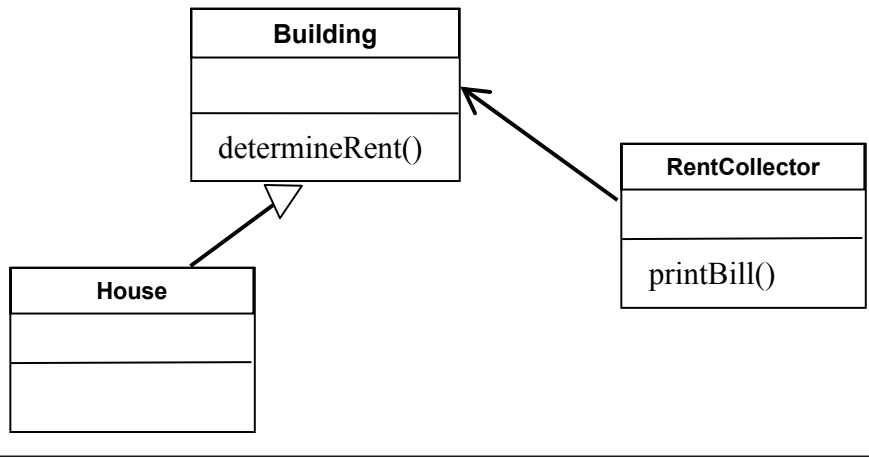 Building
determineRent()
RentCollector
printBill()
House